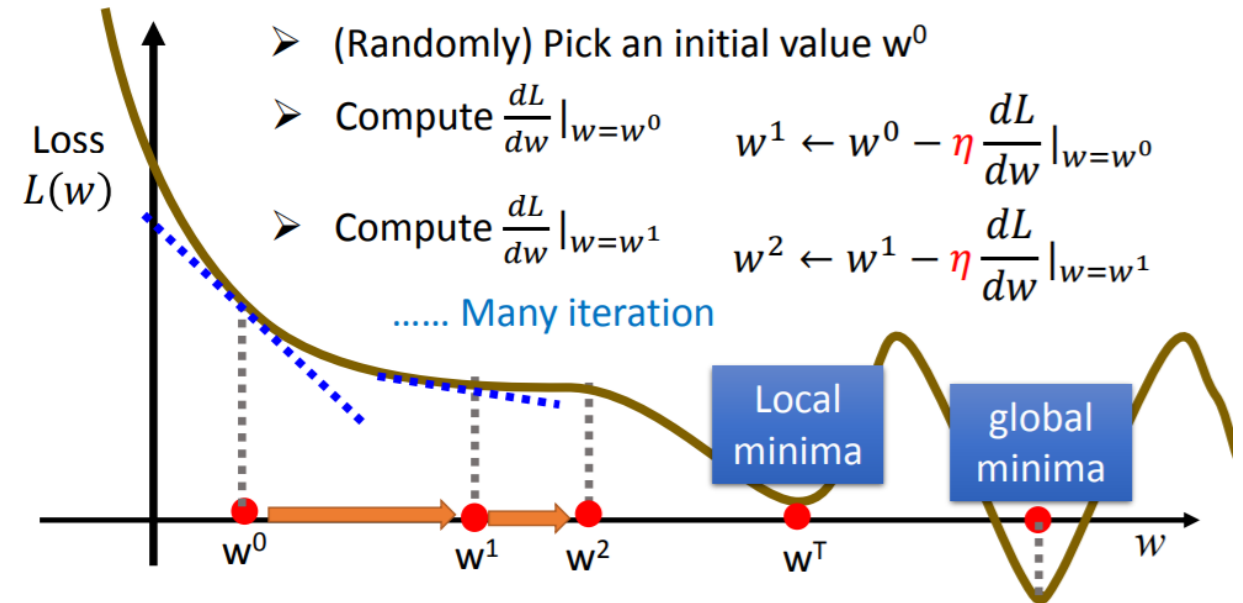 ➢ (Randomly) Pick an initial value w⁰
➢ Compute dL/dw |w=w⁰
w¹ ← w⁰ − η dL/dw |w=w⁰
Loss
L(w)
➢ Compute dL/dw |w=w¹
w² ← w¹ − η dL/dw |w=w¹
...... Many iteration
Local
minima
global
minima
w⁰
w¹
w²
wᵀ
w